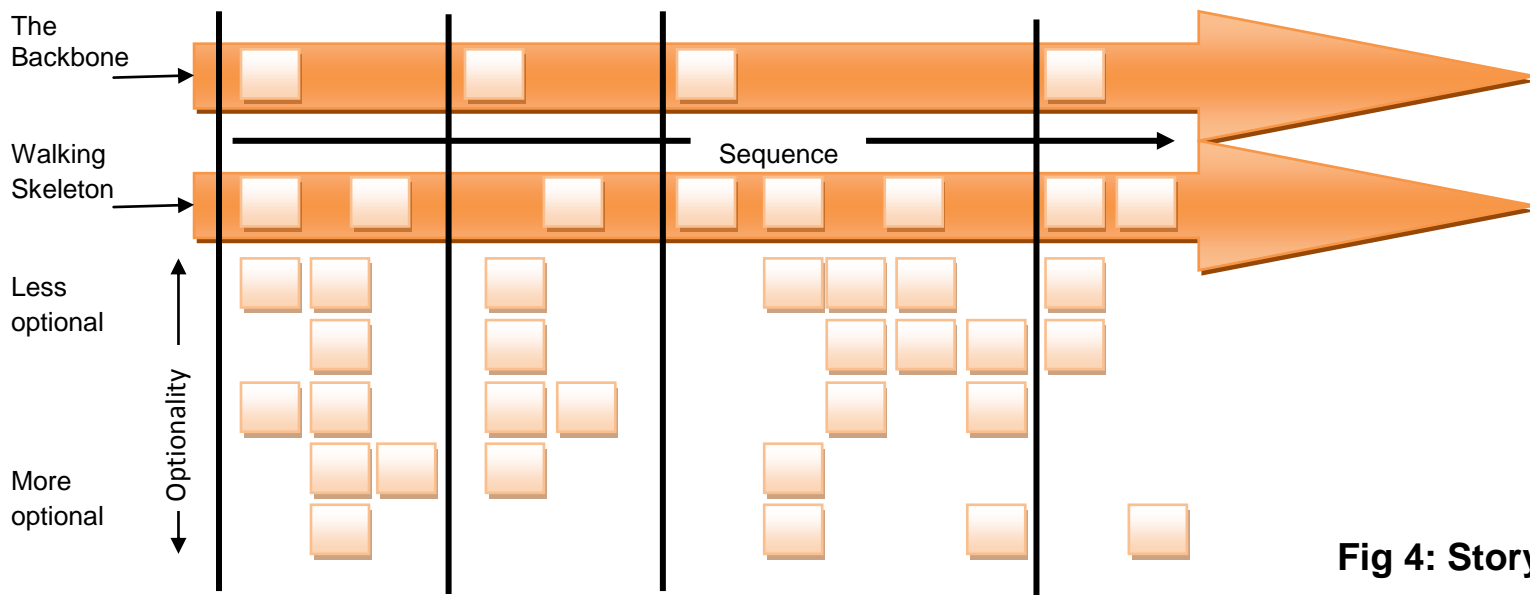 The
Backbone
Sequence
Walking
Skeleton
Less
optional
Optionality
More
optional
Fig 4: Story